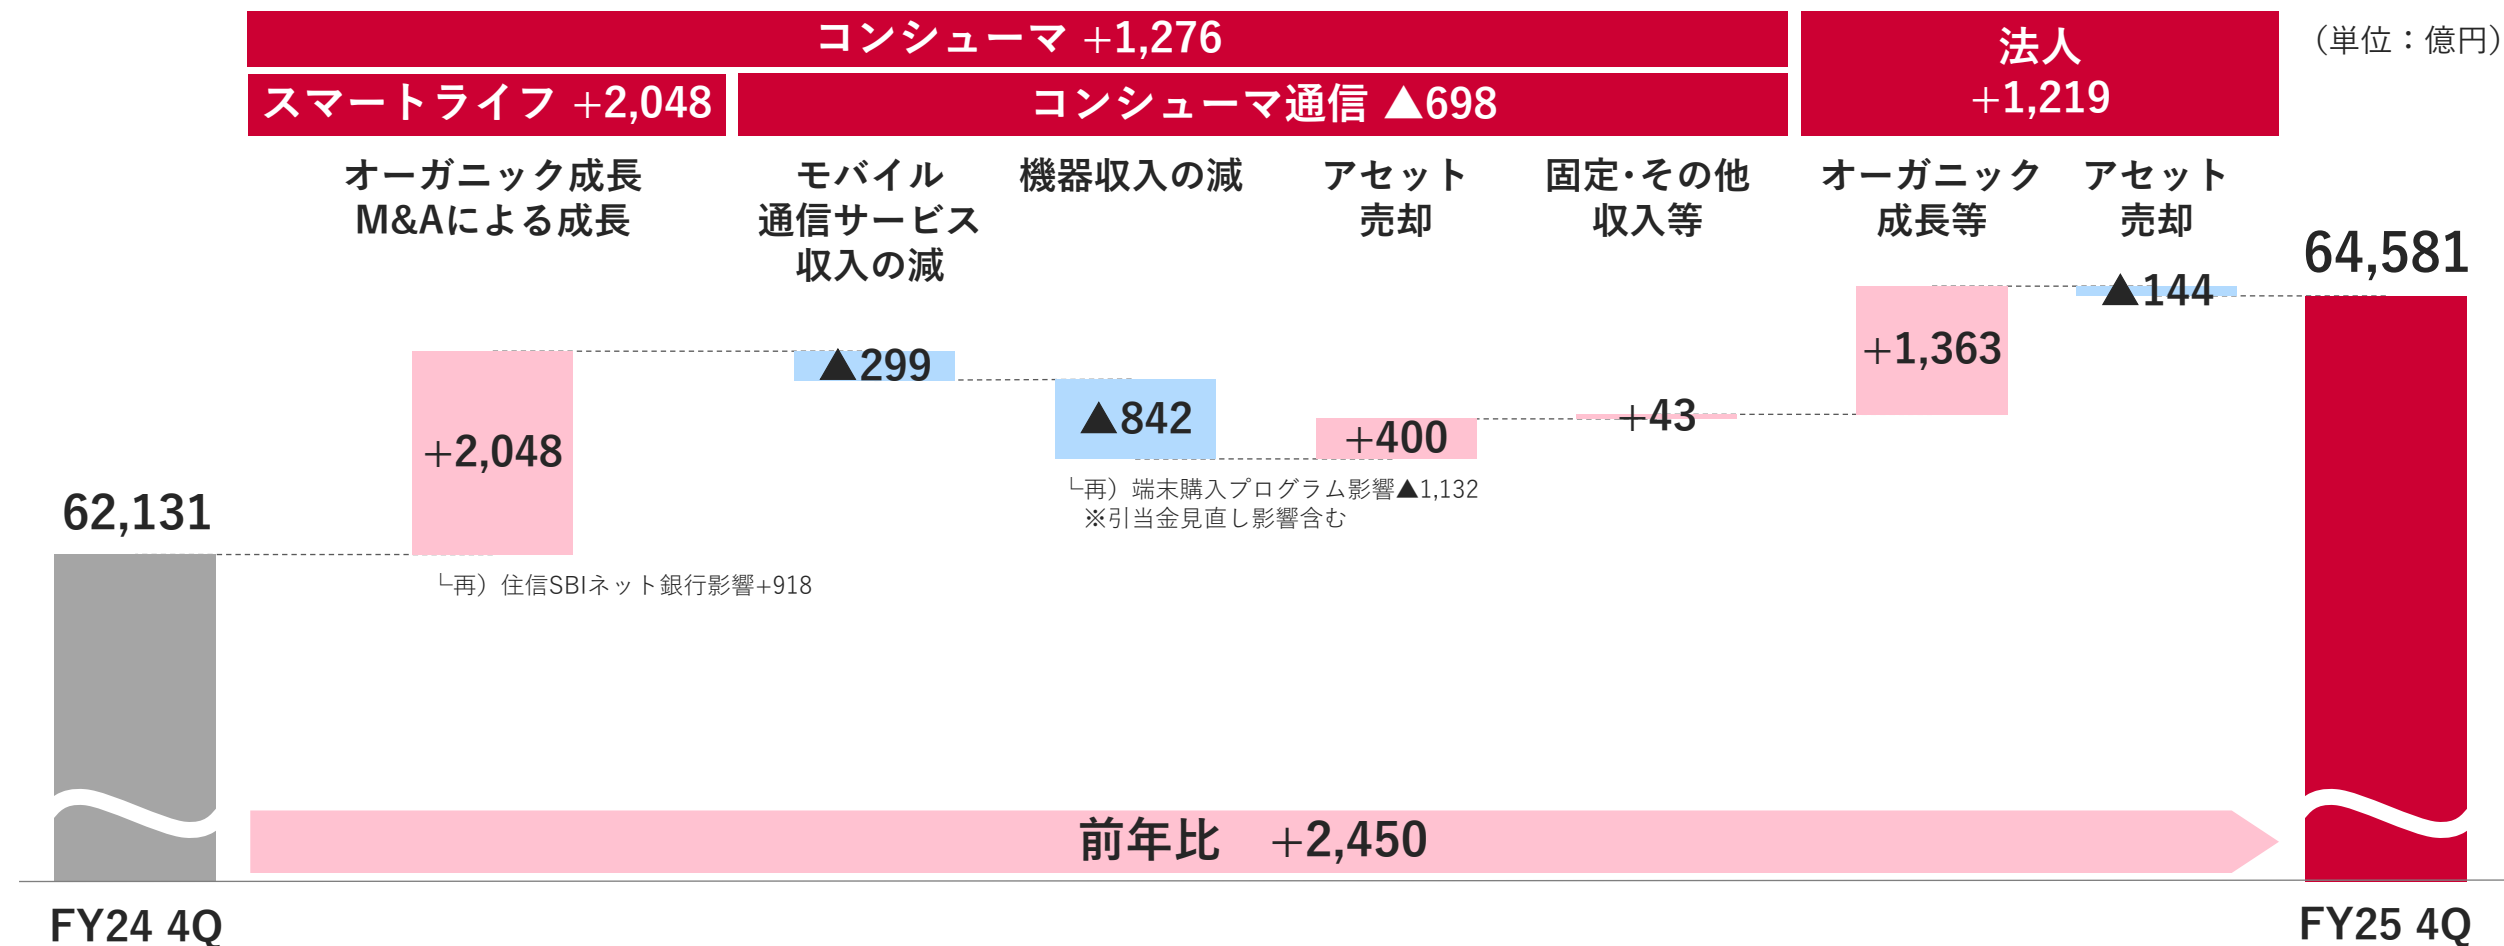 コンシューマ +1,276
法人
+1,219
（単位：億円）
スマートライフ +2,048
コンシューマ通信 ▲698
オーガニック成長
M&Aによる成長
モバイル
通信サービス
収入の減
機器収入の減
アセット
売却
固定・その他
収入等
オーガニック
成長等
アセット
売却
62,131
+2,048
└再）住信SBIネット銀行影響+918
▲299
▲842
└再）端末購入プログラム影響▲1,132
※引当金見直し影響含む
+400
+43
+1,363
▲144
64,581
前年比 +2,450
FY24 4Q
FY25 4Q